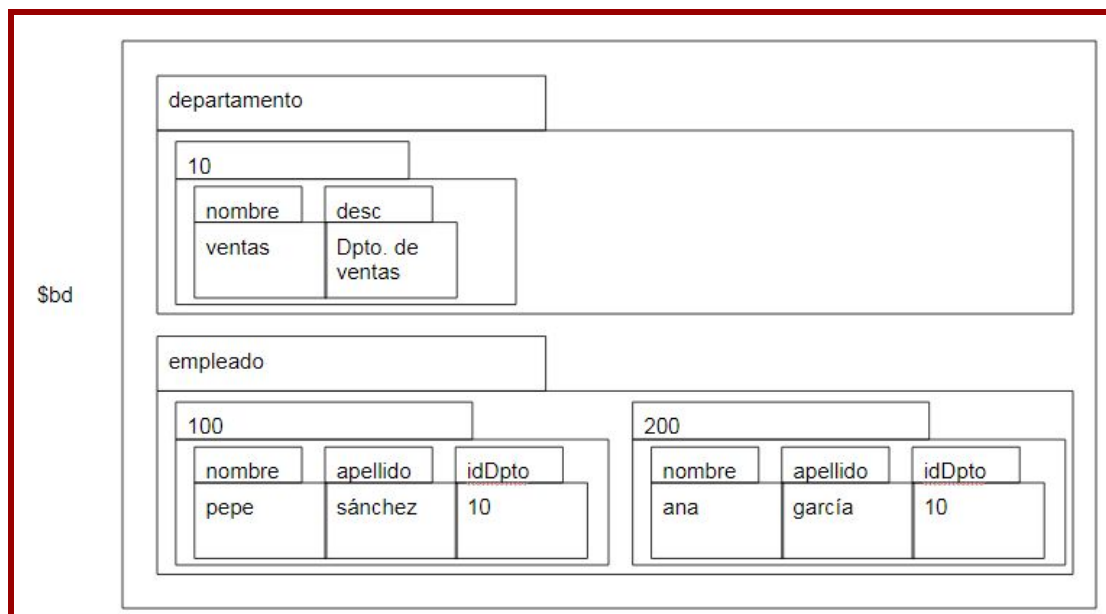 departamento
10
nombre desc
ventas Dpto. de
ventas
$bd
empleado
100 200
nombre apellido idDpto nombre apellido idDpto
pepe sánchez 10 ana garcía 10